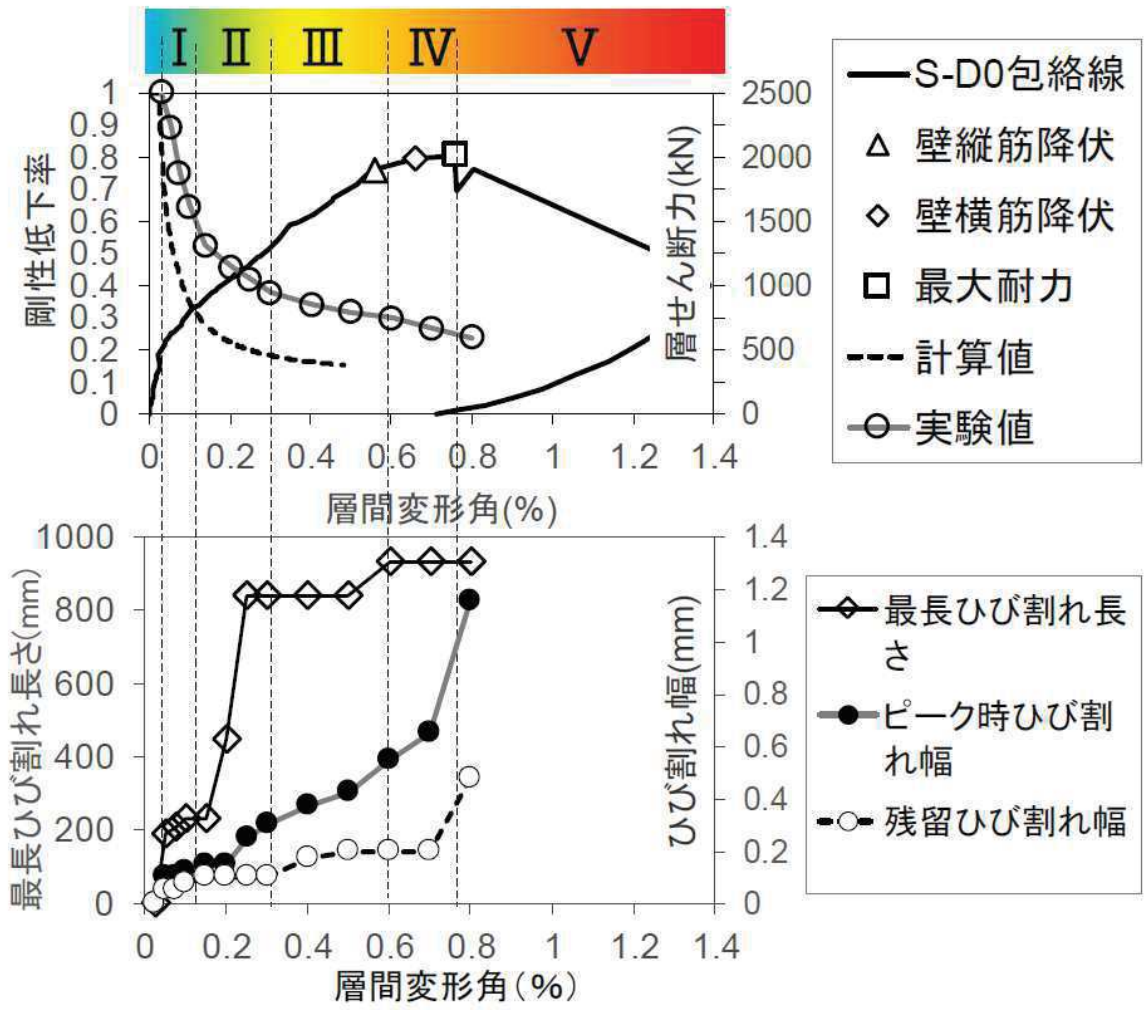 Ⅰ Ⅱ Ⅲ Ⅳ Ⅴ
剛性低下率
1
0.9
0.8
0.7
0.6
0.5
0.4
0.3
0.2
0.1
0
2500
2000
1500
1000
500
0
層せん断力(kN)
0 0.2 0.4 0.6 0.8 1 1.2 1.4
層間変形角(%)
S-D0包絡線
壁縦筋降伏
壁横筋降伏
最大耐力
計算値
実験値
最長ひび割れ長さ(mm)
1000
800
600
400
200
0
1.4
1.2
1
0.8
0.6
0.4
0.2
0
ひび割れ幅(mm)
0 0.2 0.4 0.6 0.8 1 1.2 1.4
層間変形角(%)
最長ひび割れ長
さ
ピーク時ひび割
れ幅
残留ひび割れ幅